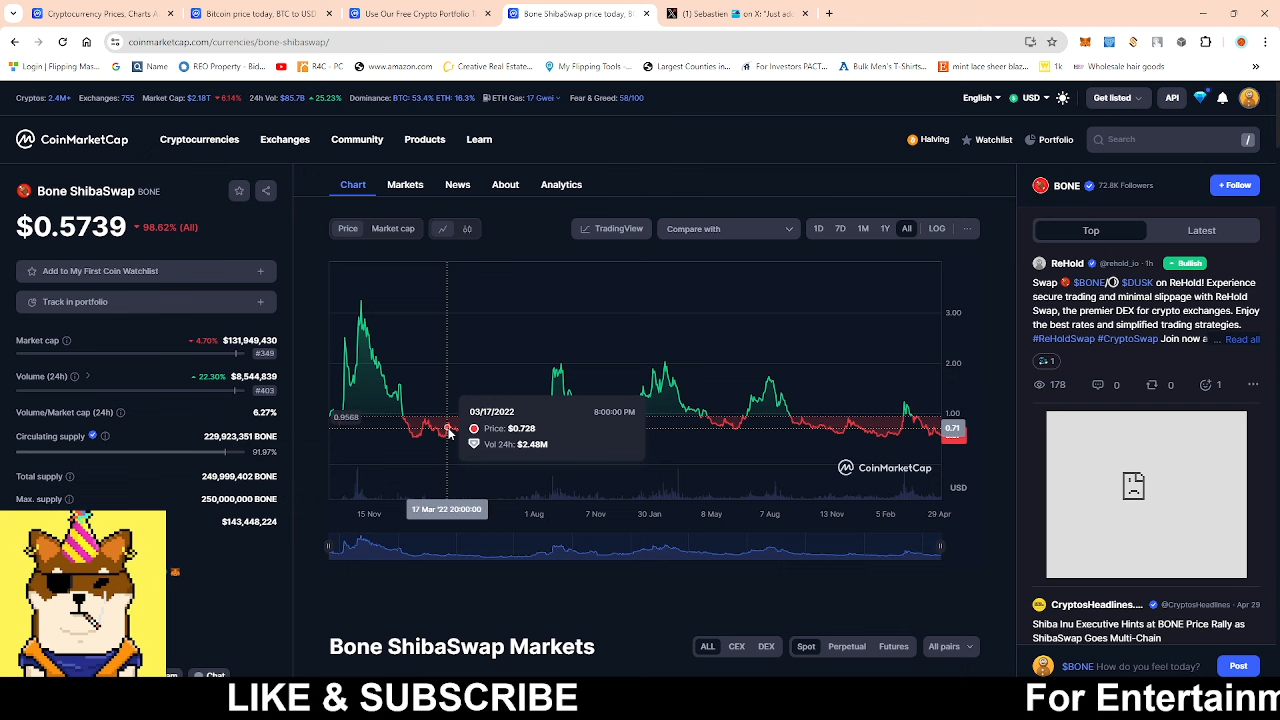 Cryptocurrency Prices, Charts A
Bitcoin price today, BTC to USD
Use Our Free Crypto Portfolio T
Bone ShibaSwap price today, B
(1) Sebastien on X: "Just ad
coinmarketcap.com/currencies/bone-shibaswap/
Login | Flipping Mas... Name REO Property - Bid... R4C - PC www.amazon.com Creative Real Estate... My Flipping Tools -... Largest Counties in... For Investors PACT... Bulk Men's T-Shirts... mint lace sheer blaz... 1k Wholesale hair goods
Cryptos: 2.4M+ Exchanges: 755 Market Cap: $2.18T 6.14% 24h Vol: $85.7B 25.23% Dominance: BTC: 53.4% ETH: 16.3% ETH Gas: 17 Gwei Fear & Greed: 58/100 English USD Get listed API
CoinMarketCap Cryptocurrencies Exchanges Community Products Learn Halving Watchlist Portfolio Search /
Bone ShibaSwap BONE
$0.5739 98.62% (All)
Add to My First Coin Watchlist +
Track in portfolio +
Market cap 4.70% $131,949,430
#349
Volume (24h) 22.30% $8,544,839
#403
Volume/Market cap (24h) 6.27%
Circulating supply 229,923,351 BONE
91.97%
Total supply 249,999,402 BONE
Max. supply 250,000,000 BONE
$143,448,224
Chat
Chart Markets News About Analytics
Price Market cap TradingView Compare with 1D 7D 1M 1Y All LOG ...
3.00
2.00
1.00
0.9568
0.71
03/17/2022 8:00:00 PM
Price: $0.728
Vol 24h: $2.48M
CoinMarketCap
USD
17 Mar '22 20:00:00
15 Nov 1 Aug 7 Nov 30 Jan 8 May 7 Aug 13 Nov 5 Feb 29 Apr
Bone ShibaSwap Markets ALL CEX DEX Spot Perpetual Futures All pairs
BONE 72.8K Followers + Follow
Top Latest
ReHold @rehold_io · 1h Bullish
Swap $BONE/ $DUSK on ReHold! Experience
secure trading and minimal slippage with ReHold
Swap, the premier DEX for crypto exchanges. Enjoy
the best rates and simplified trading strategies.
#ReHoldSwap #CryptoSwap Join now a ... Read all
1
178 0 0 1 ...
CryptosHeadlines.... @CryptosHeadlines · Apr 29
Shiba Inu Executive Hints at BONE Price Rally as
ShibaSwap Goes Multi-Chain
$BONE How do you feel today? Post
LIKE & SUBSCRIBE For Entertainm